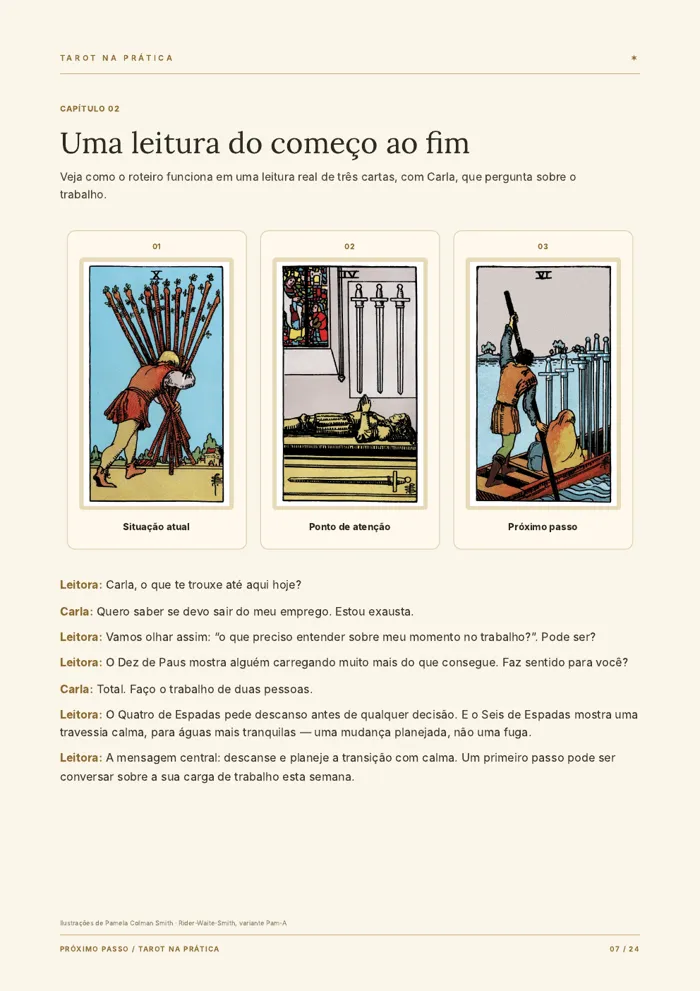 TAROT NA PRÁTICA
*
CAPÍTULO 02
Uma leitura do começo ao fim
Veja como o roteiro funciona em uma leitura real de três cartas, com Carla, que pergunta sobre o
trabalho.
01
02
03
X
IV
VI
Situação atual
Ponto de atenção
Próximo passo
Leitora: Carla, o que te trouxe até aqui hoje?
Carla: Quero saber se devo sair do meu emprego. Estou exausta.
Leitora: Vamos olhar assim: “o que preciso entender sobre meu momento no trabalho?”. Pode ser?
Leitora: O Dez de Paus mostra alguém carregando muito mais do que consegue. Faz sentido para você?
Carla: Total. Faço o trabalho de duas pessoas.
Leitora: O Quatro de Espadas pede descanso antes de qualquer decisão. E o Seis de Espadas mostra uma
travessia calma, para águas mais tranquilas — uma mudança planejada, não uma fuga.
Leitora: A mensagem central: descanse e planeje a transição com calma. Um primeiro passo pode ser
conversar sobre a sua carga de trabalho esta semana.
Ilustrações de Pamela Colman Smith · Rider-Waite-Smith, variante Pam-A
PRÓXIMO PASSO / TAROT NA PRÁTICA
07 / 24